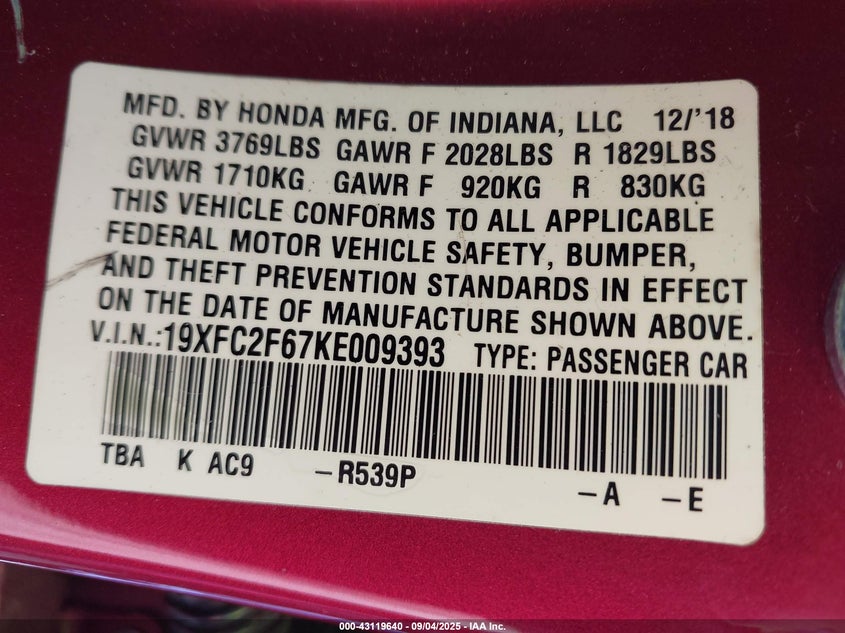 MFD. BY HONDA MFG. OF INDIANA, LLC 12/'18
GVWR 3769LBS GAWR F 2028LBS R 1829LBS
GVWR 1710KG GAWR F 920KG R 830KG
THIS VEHICLE CONFORMS TO ALL APPLICABLE
FEDERAL MOTOR VEHICLE SAFETY, BUMPER,
AND THEFT PREVENTION STANDARDS IN EFFECT
ON THE DATE OF MANUFACTURE SHOWN ABOVE.
V.I.N.:19XFC2F67KE009393 TYPE: PASSENGER CAR
TBA K AC9 -R539P -A -E
000-43119640 - 09/04/2025 - IAA Inc.